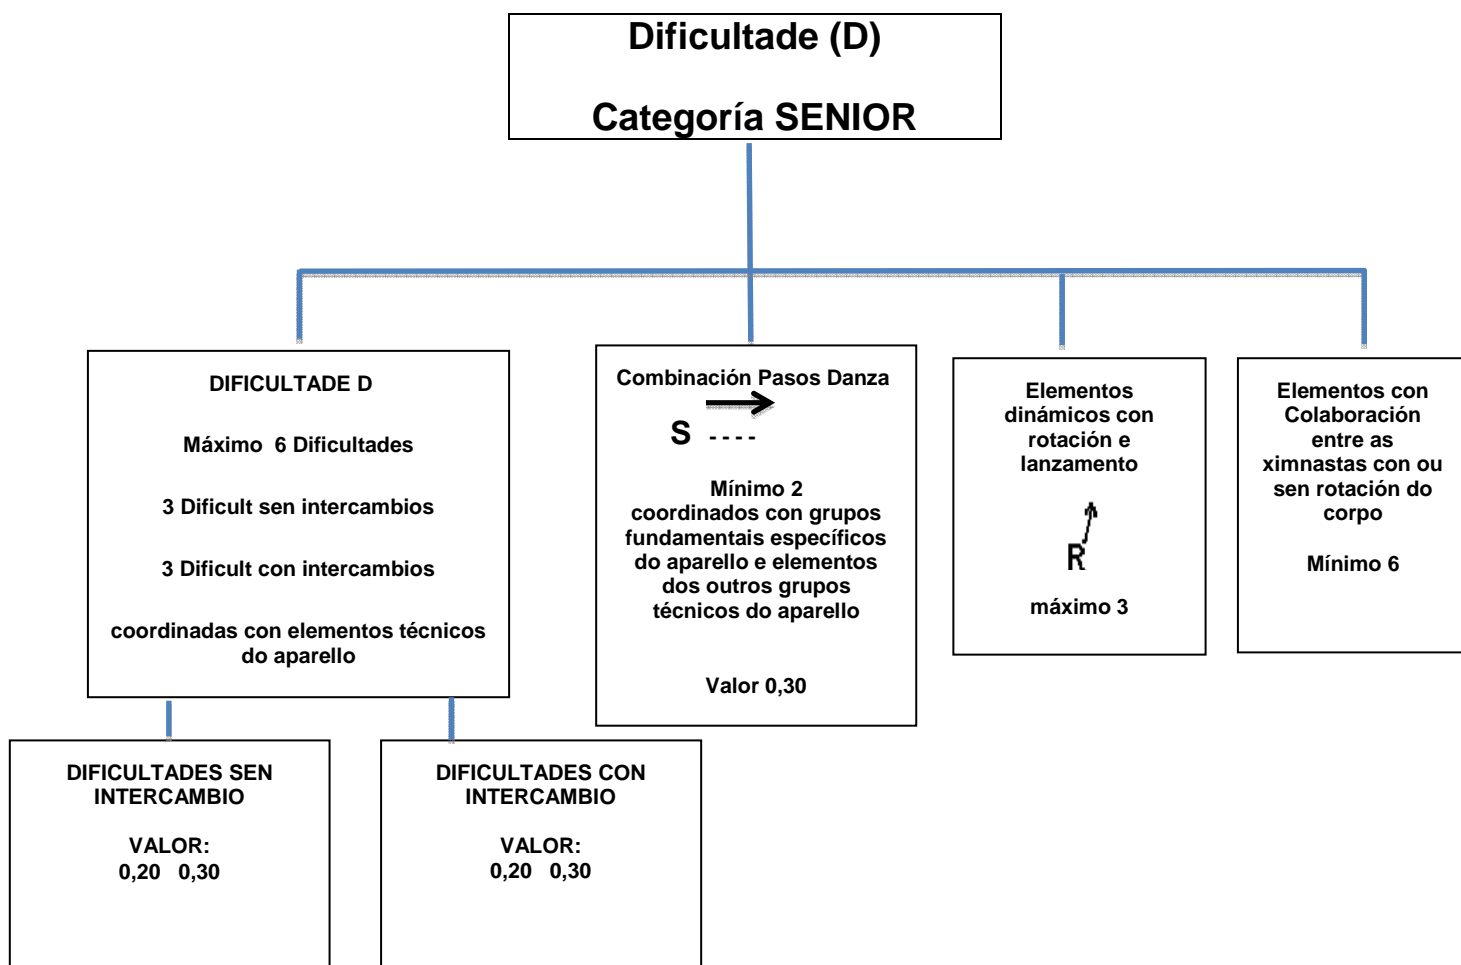 Dificultade (D)
Categoría SENIOR
DIFICULTADE D
Máximo 6 Dificultades
3 Dificult sen intercambios
3 Dificult con intercambios
coordinadas con elementos técnicos
do aparello
Combinación Pasos Danza
S ----
Mínimo 2
coordinados con grupos
fundamentais específicos
do aparello e elementos
dos outros grupos
técnicos do aparello
Valor 0,30
Elementos
dinámicos con
rotación e
lanzamento
R
máximo 3
Elementos con
Colaboración
entre as
ximnastas con ou
sen rotación do
corpo
Mínimo 6
DIFICULTADES SEN
INTERCAMBIO
VALOR:
0,20 0,30
DIFICULTADES CON
INTERCAMBIO
VALOR:
0,20 0,30